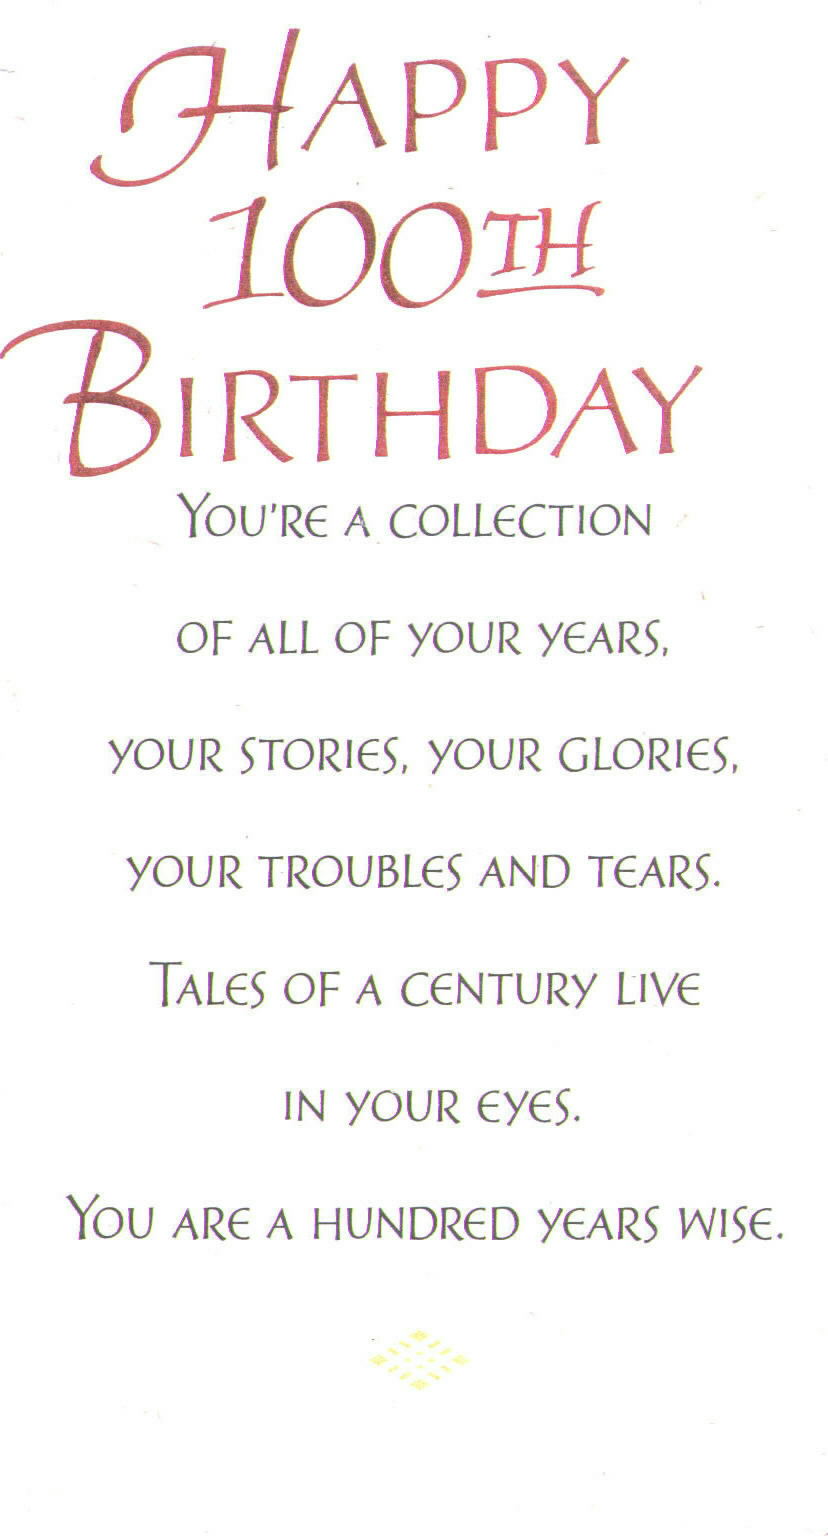 HAPPY
100TH
BIRTHDAY
YOU'RE A COLLECTION
OF ALL OF YOUR YEARS,
YOUR STORIES, YOUR GLORIES,
YOUR TROUBLES AND TEARS.
TALES OF A CENTURY LIVE
IN YOUR EYES.
YOU ARE A HUNDRED YEARS WISE.